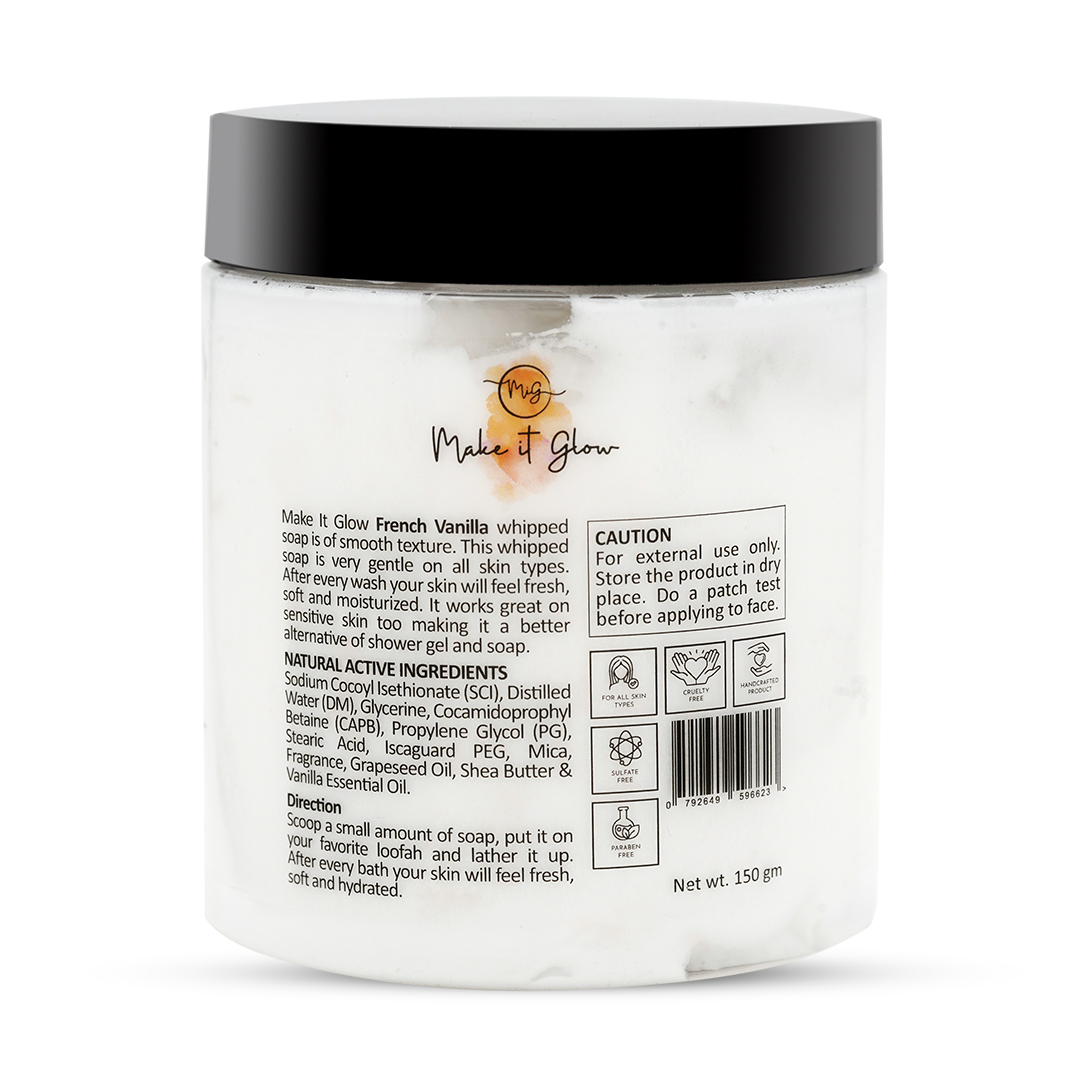 MiG
Make it Glow
Make It Glow French Vanilla whipped
soap is of smooth texture. This whipped
soap is very gentle on all skin types.
After every wash your skin will feel fresh,
soft and moisturized. It works great on
sensitive skin too making it a better
alternative of shower gel and soap.
NATURAL ACTIVE INGREDIENTS
Sodium Cocoyl Isethionate (SCI), Distilled
Water (DM), Glycerine, Cocamidoprophyl
Betaine (CAPB), Propylene Glycol (PG),
Stearic Acid, Iscaguard PEG, Mica,
Fragrance, Grapeseed Oil, Shea Butter &
Vanilla Essential Oil.
Direction
Scoop a small amount of soap, put it on
your favorite loofah and lather it up.
After every bath your skin will feel fresh,
soft and hydrated.
CAUTION
For external use only.
Store the product in dry
place. Do a patch test
before applying to face.
FOR ALL SKIN
TYPES
CRUELTY
FREE
HANDCRAFTED
PRODUCT
SULFATE
FREE
PARABEN
FREE
0 792649 596623 >
Net wt. 150 gm